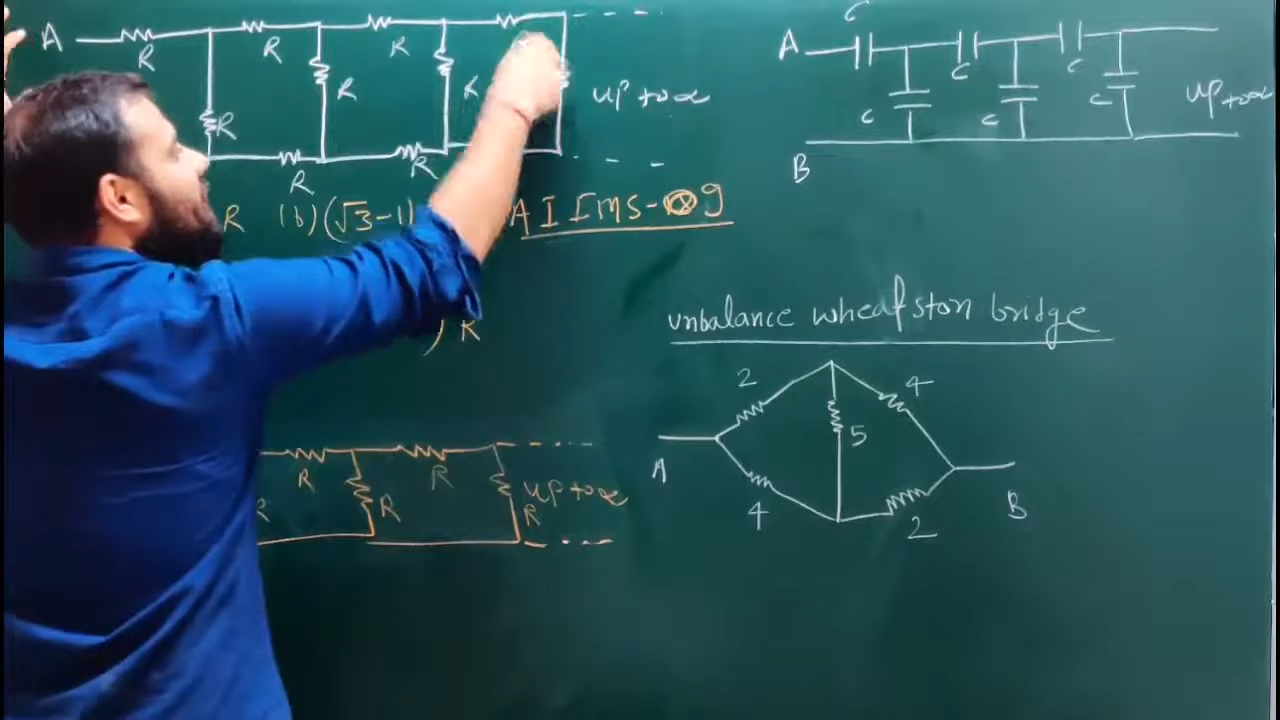 A R R R R R K up to ∝
R R
R (b) (√3-1) AIIms-09
) R
R R R R R up to ∝
A C C C C C C up to ∝
B
unbalance wheatston bridge
2 4
5
A B
4 2